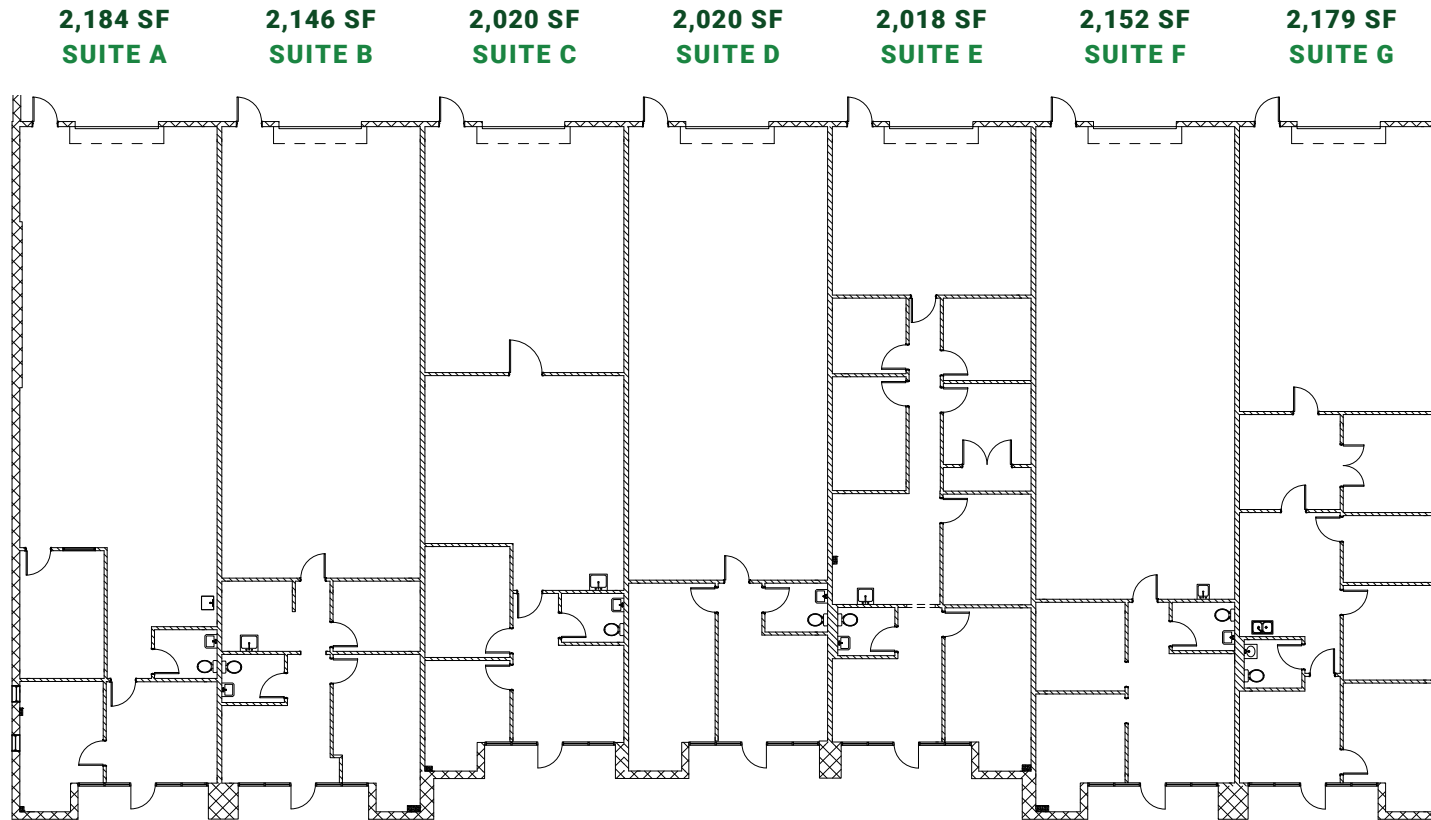 2,184 SF
SUITE A
2,146 SF
SUITE B
2,020 SF
SUITE C
2,020 SF
SUITE D
2,018 SF
SUITE E
2,152 SF
SUITE F
2,179 SF
SUITE G